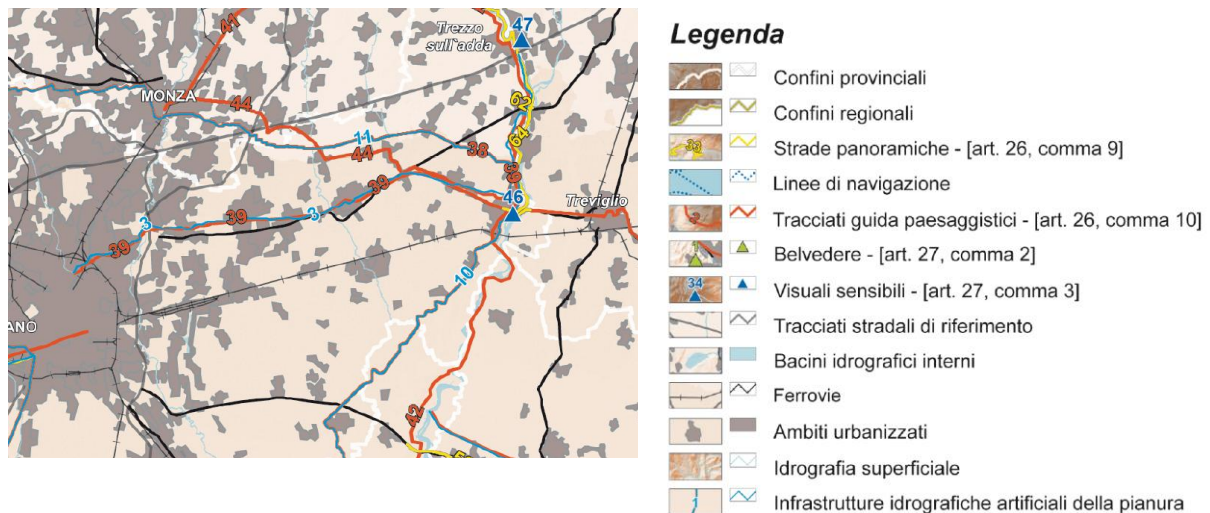 41
Trezzo
sull'adda
47
MONZA
44
62
11
64
44
38
39
63
46
Treviglio
3
39
3
39
10
ANO
42
Legenda
Confini provinciali
Confini regionali
Strade panoramiche - [art. 26, comma 9]
Linee di navigazione
Tracciati guida paesaggistici - [art. 26, comma 10]
Belvedere - [art. 27, comma 2]
34
Visuali sensibili - [art. 27, comma 3]
Tracciati stradali di riferimento
Bacini idrografici interni
Ferrovie
Ambiti urbanizzati
Idrografia superficiale
1
Infrastrutture idrografiche artificiali della pianura